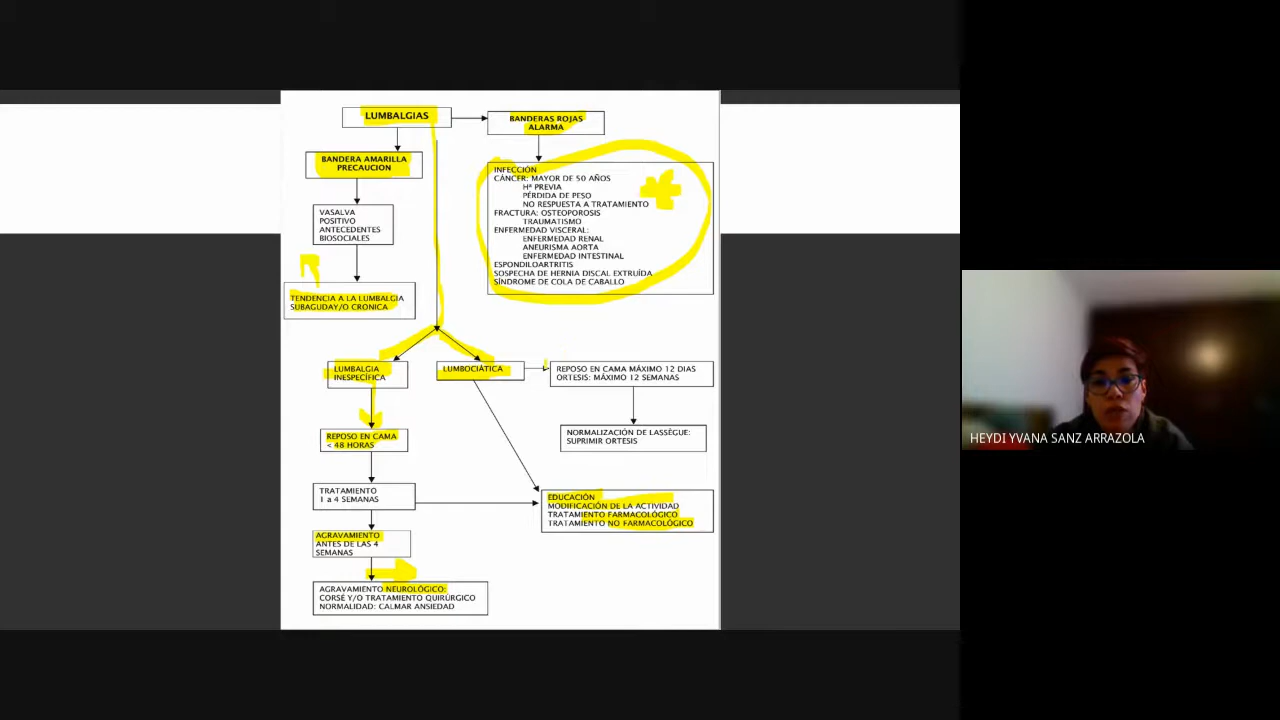 LUMBALGIAS
BANDERAS ROJAS
ALARMA
BANDERA AMARILLA
PRECAUCION
VASALVA
POSITIVO
ANTECEDENTES
BIOSOCIALES
TENDENCIA A LA LUMBALGIA
SUBAGUDAY/O CRONICA
INFECCIÓN
CÁNCER: MAYOR DE 50 AÑOS
Hª PREVIA
PÉRDIDA DE PESO
NO RESPUESTA A TRATAMIENTO
FRACTURA: OSTEOPOROSIS
TRAUMATISMO
ENFERMEDAD VISCERAL:
ENFERMEDAD RENAL
ANEURISMA AORTA
ENFERMEDAD INTESTINAL
ESPONDILOARTRITIS
SOSPECHA DE HERNIA DISCAL EXTRUÍDA
SÍNDROME DE COLA DE CABALLO
LUMBALGIA
INESPECÍFICA
LUMBOCIÁTICA
REPOSO EN CAMA MÁXIMO 12 DIAS
ORTESIS: MÁXIMO 12 SEMANAS
REPOSO EN CAMA
< 48 HORAS
NORMALIZACIÓN DE LASSÈGUE:
SUPRIMIR ORTESIS
TRATAMIENTO
1 a 4 SEMANAS
EDUCACIÓN
MODIFICACIÓN DE LA ACTIVIDAD
TRATAMIENTO FARMACOLÓGICO
TRATAMIENTO NO FARMACOLÓGICO
AGRAVAMIENTO
ANTES DE LAS 4
SEMANAS
AGRAVAMIENTO NEUROLÓGICO:
CORSÉ Y/O TRATAMIENTO QUIRÚRGICO
NORMALIDAD: CALMAR ANSIEDAD
HEYDI YVANA SANZ ARRAZOLA